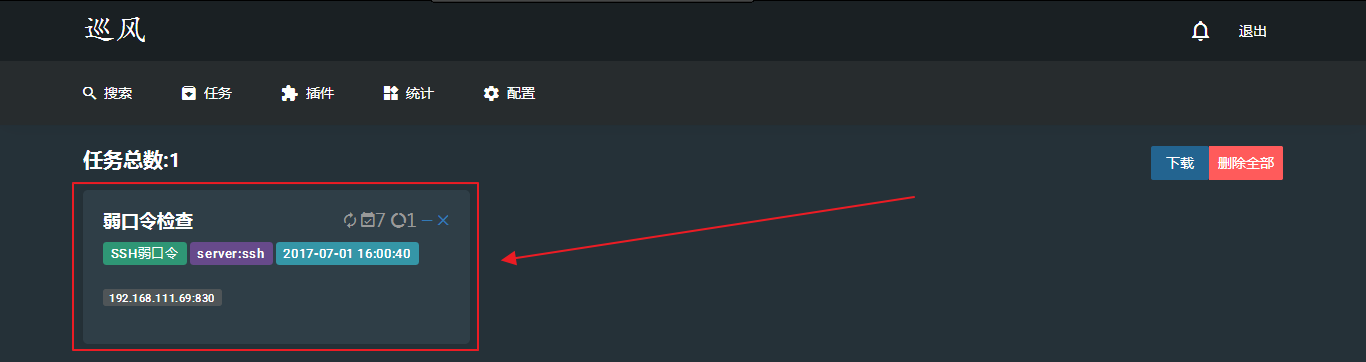 巡风
退出
搜索 任务 插件 统计 配置
任务总数:1
下载 删除全部
弱口令检查 7 1
SSH弱口令 server:ssh 2017-07-01 16:00:40
192.168.111.69:830